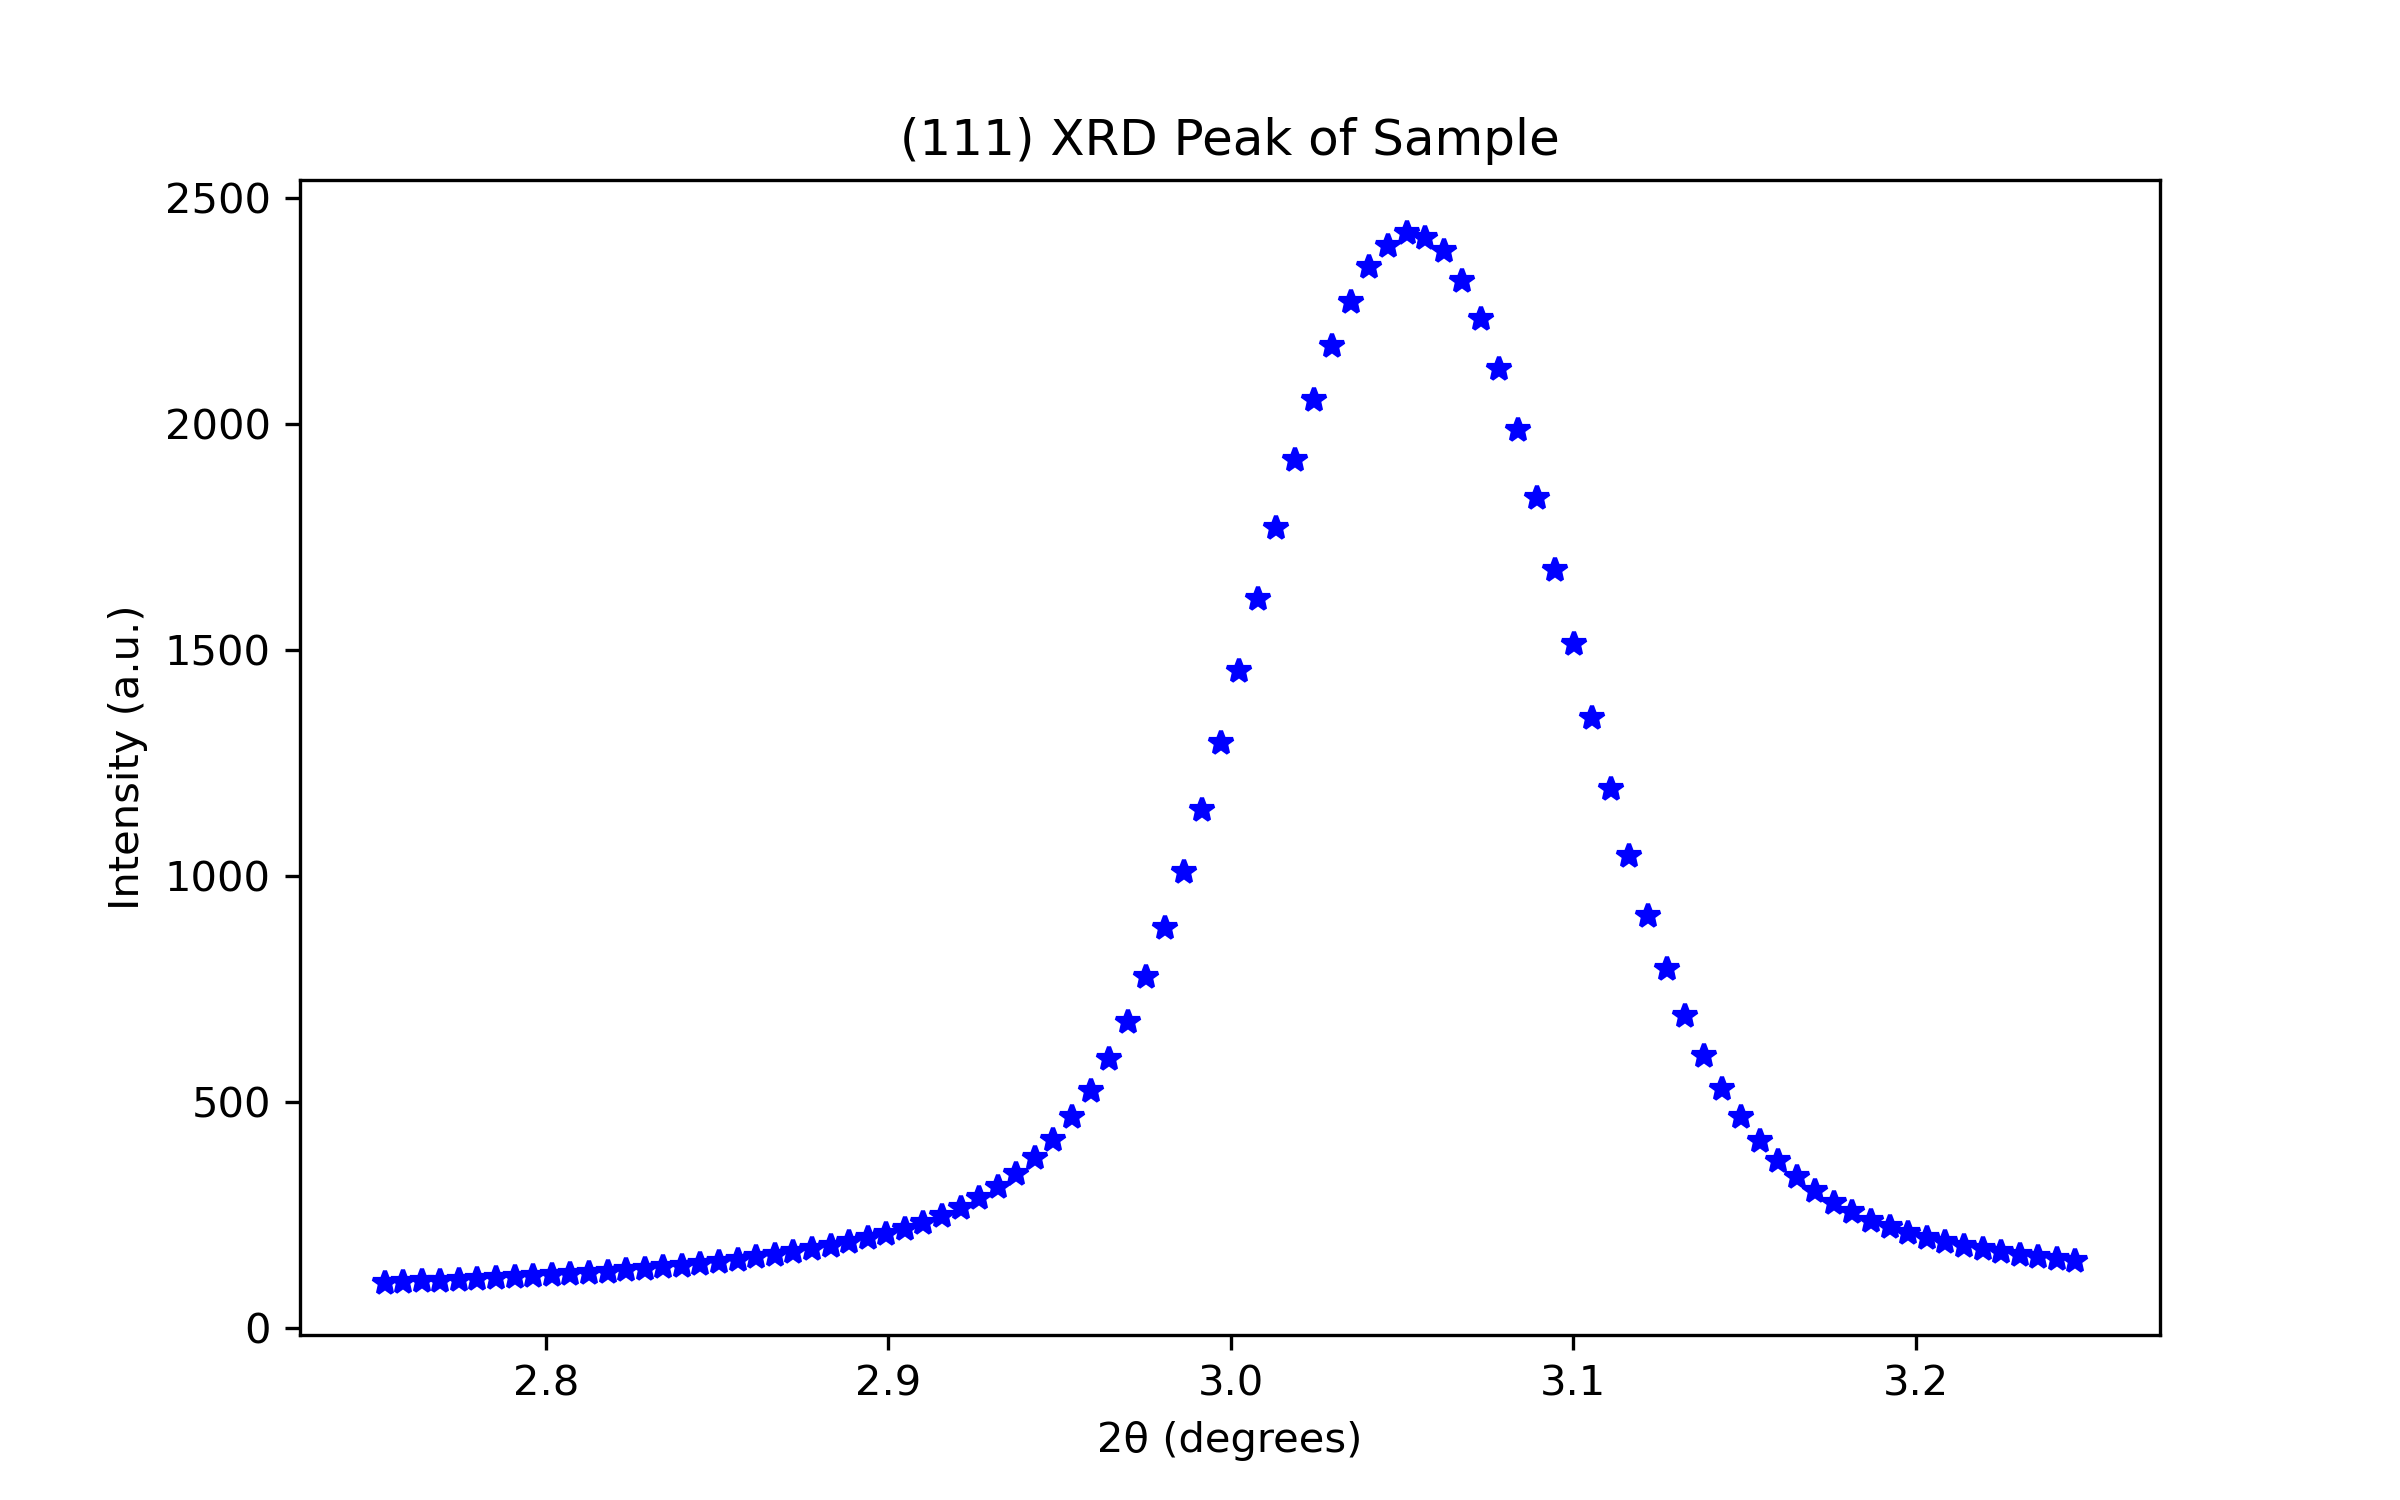 (111) XRD Peak of Sample
2500
2000
1500
1000
500
0
Intensity (a.u.)
2.8 2.9 3.0 3.1 3.2
2θ (degrees)